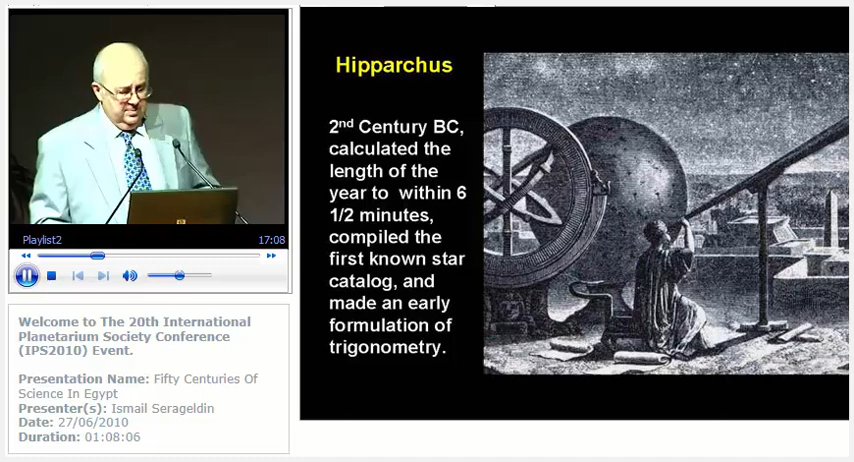 Playlist2 17:08
Welcome to The 20th International
Planetarium Society Conference
(IPS2010) Event.
Presentation Name: Fifty Centuries Of
Science In Egypt
Presenter(s): Ismail Serageldin
Date: 27/06/2010
Duration: 01:08:06
Hipparchus
2nd Century BC,
calculated the
length of the
year to within 6
1/2 minutes,
compiled the
first known star
catalog, and
made an early
formulation of
trigonometry.